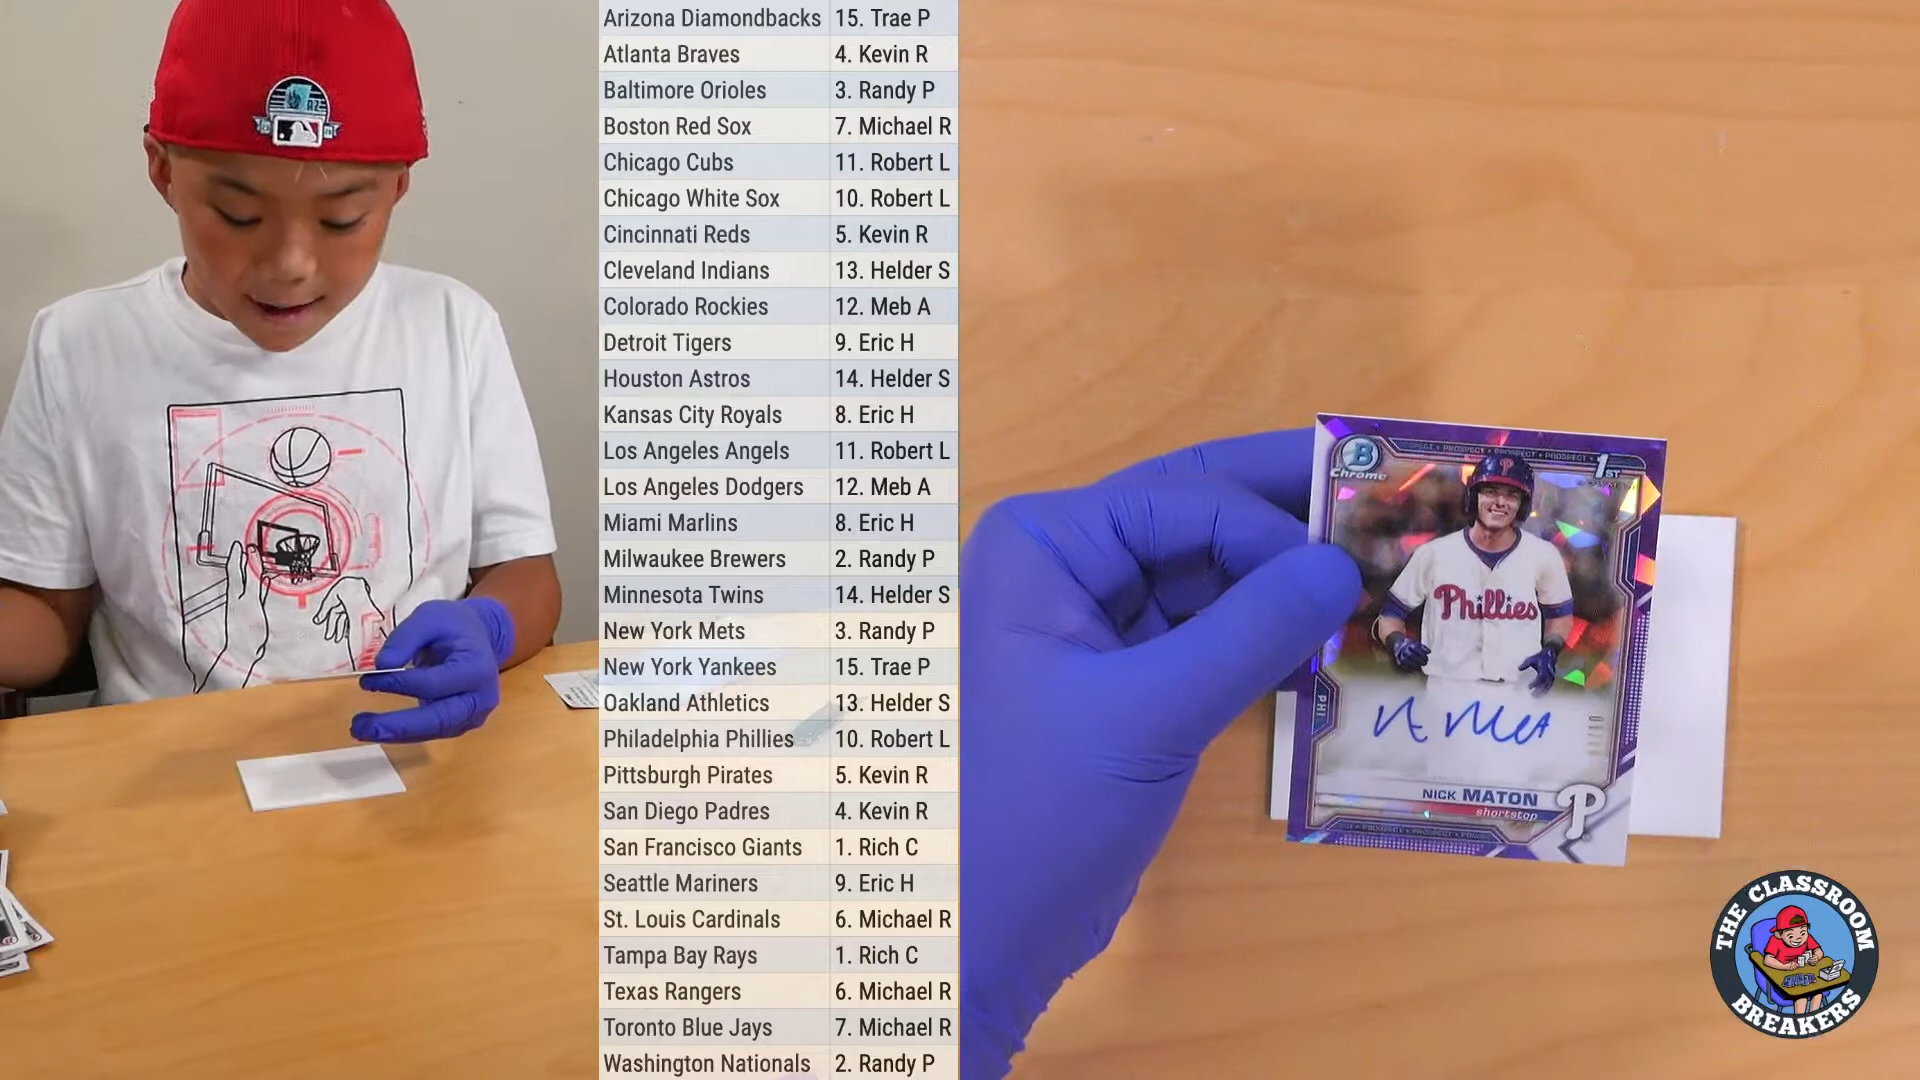 Arizona Diamondbacks 15. Trae P
Atlanta Braves 4. Kevin R
Baltimore Orioles 3. Randy P
Boston Red Sox 7. Michael R
Chicago Cubs 11. Robert L
Chicago White Sox 10. Robert L
Cincinnati Reds 5. Kevin R
Cleveland Indians 13. Helder S
Colorado Rockies 12. Meb A
Detroit Tigers 9. Eric H
Houston Astros 14. Helder S
Kansas City Royals 8. Eric H
Los Angeles Angels 11. Robert L
Los Angeles Dodgers 12. Meb A
Miami Marlins 8. Eric H
Milwaukee Brewers 2. Randy P
Minnesota Twins 14. Helder S
New York Mets 3. Randy P
New York Yankees 15. Trae P
Oakland Athletics 13. Helder S
Philadelphia Phillies 10. Robert L
Pittsburgh Pirates 5. Kevin R
San Diego Padres 4. Kevin R
San Francisco Giants 1. Rich C
Seattle Mariners 9. Eric H
St. Louis Cardinals 6. Michael R
Tampa Bay Rays 1. Rich C
Texas Rangers 6. Michael R
Toronto Blue Jays 7. Michael R
Washington Nationals 2. Randy P
AZ
B
Chrome
PROSPECT • PROSPECT • PROSPECT
1ST
P
Phillies
PHI
NICK MATON
shortstop
P
PROSPECT • PROSPECT
THE CLASSROOM
BREAKERS